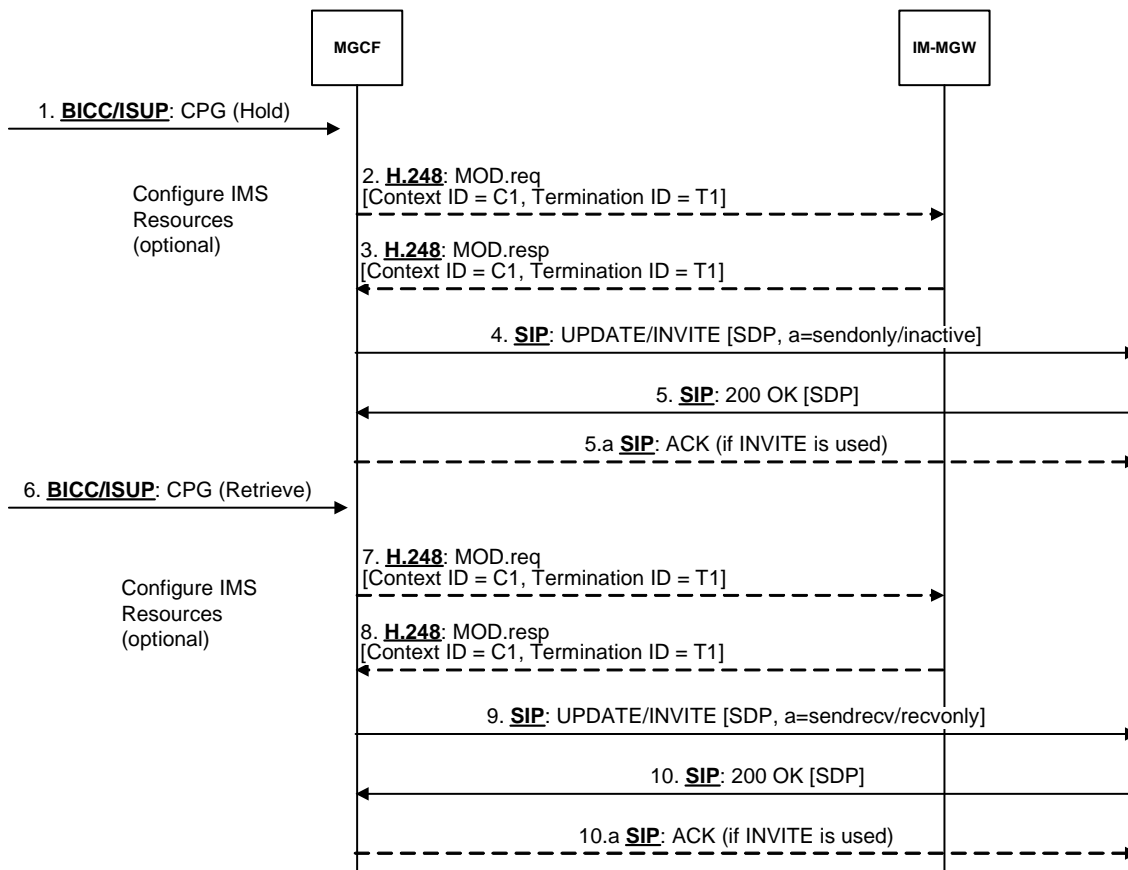 MGCF
IM-MGW
1. BICC/ISUP: CPG (Hold)
Configure IMS
Resources
(optional)
2. H.248: MOD.req
[Context ID = C1, Termination ID = T1]
3. H.248: MOD.resp
[Context ID = C1, Termination ID = T1]
4. SIP: UPDATE/INVITE [SDP, a=sendonly/inactive]
5. SIP: 200 OK [SDP]
5.a SIP: ACK (if INVITE is used)
6. BICC/ISUP: CPG (Retrieve)
Configure IMS
Resources
(optional)
7. H.248: MOD.req
[Context ID = C1, Termination ID = T1]
8. H.248: MOD.resp
[Context ID = C1, Termination ID = T1]
9. SIP: UPDATE/INVITE [SDP, a=sendrecv/recvonly]
10. SIP: 200 OK [SDP]
10.a SIP: ACK (if INVITE is used)